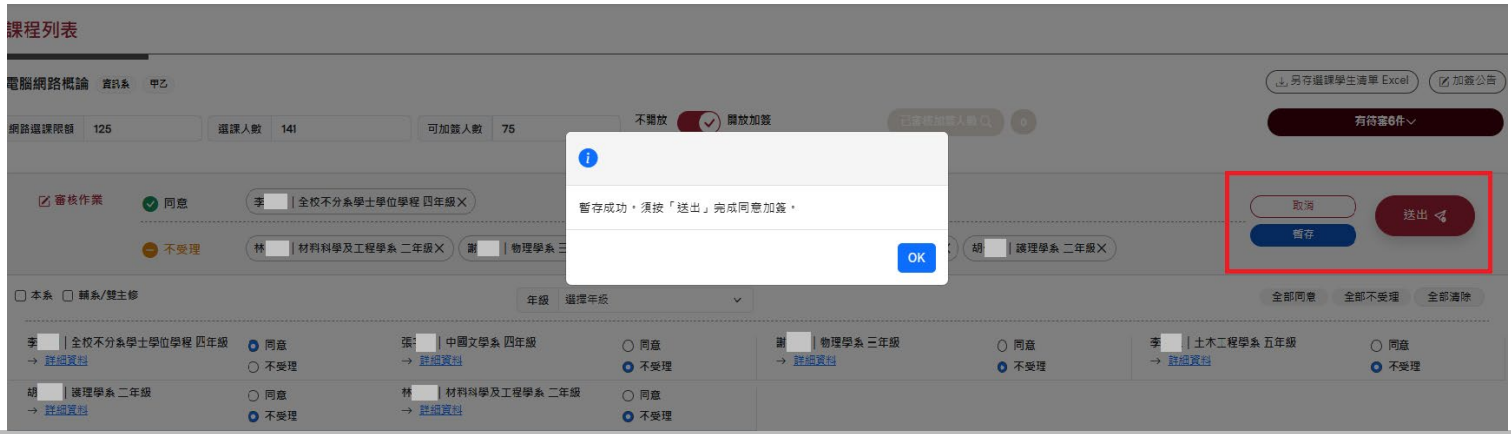 課程列表
電腦網路概論 資訊系 甲乙
另存選課學生清單 Excel 加簽公告
網路選課限額 125 選課人數 141 可加簽人數 75 不開放 開放加簽 已審核加簽人數 0 有待審6件
審核作業 同意 李 | 全校不分系學士學位學程 四年級X
暫存成功。須按「送出」完成同意加簽。
取消 送出
暫存
不受理 林 | 材料科學及工程學系 二年級X 謝 | 物理學系 三 胡 | 護理學系 二年級X
OK
本系 輔系/雙主修 年級 選擇年級 全部同意 全部不受理 全部清除
李 | 全校不分系學士學位學程 四年級 同意 張 | 中國文學系 四年級 同意 謝 | 物理學系 三年級 同意 李 | 土木工程學系 五年級 同意
→ 詳細資料 不受理 → 詳細資料 不受理 → 詳細資料 不受理 → 詳細資料 不受理
胡 | 護理學系 二年級 同意 林 | 材料科學及工程學系 二年級 同意
→ 詳細資料 不受理 → 詳細資料 不受理